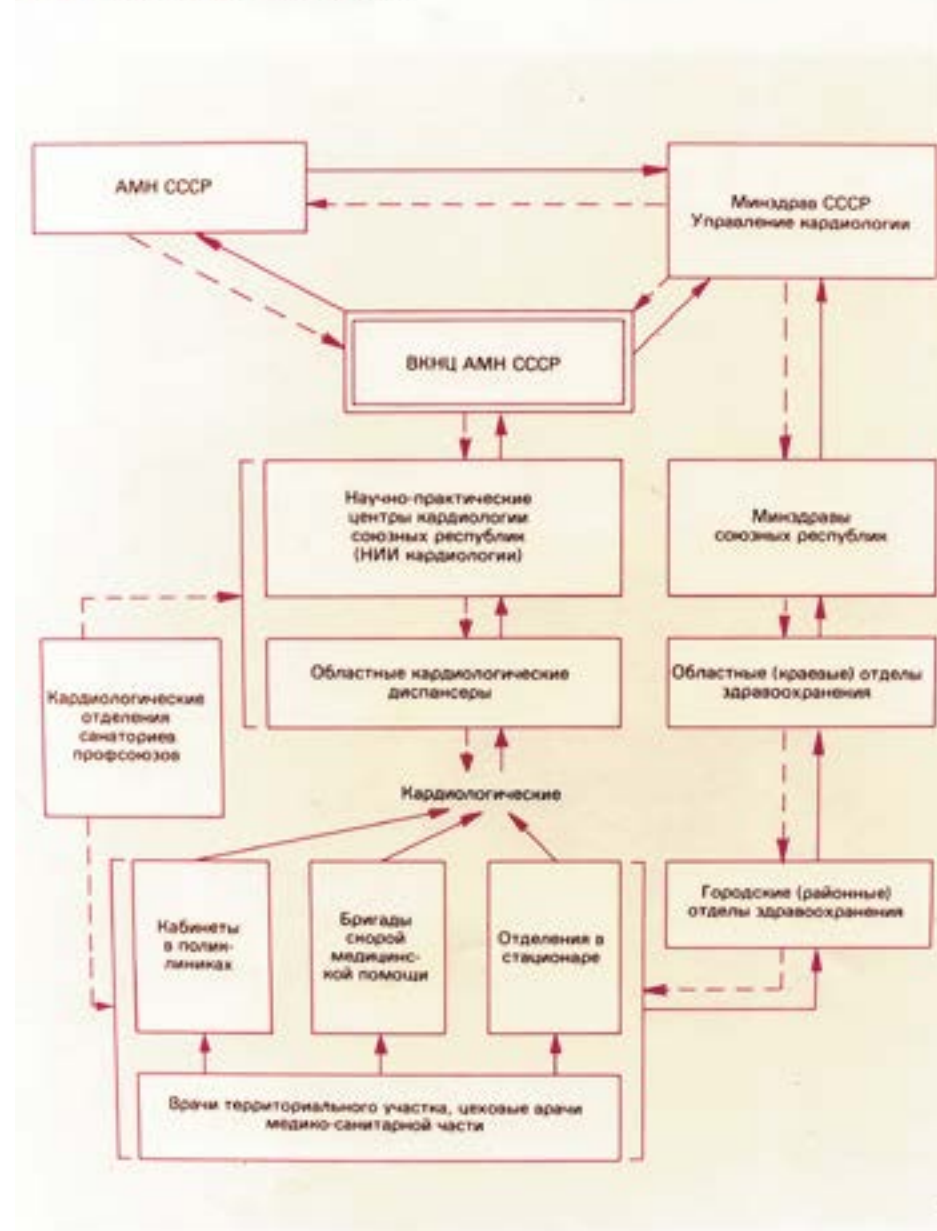 АМН СССР
Минздрав СССР
Управление кардиологии
ВКНЦ АМН СССР
Научно-практические
центры кардиологии
союзных республик
(НИИ кардиологии)
Минздравы
союзных республик
Кардиологические
отделения
санаториев
профсоюзов
Областные кардиологические
диспансеры
Областные (краевые) отделы
здравоохранения
Кардиологические
Кабинеты
в полик-
линиках
Бригады
скорой
медицинс-
кой помощи
Отделения в
стационаре
Городские (районные)
отделы здравоохранения
Врачи территориального участка, цеховые врачи
медико-санитарной части